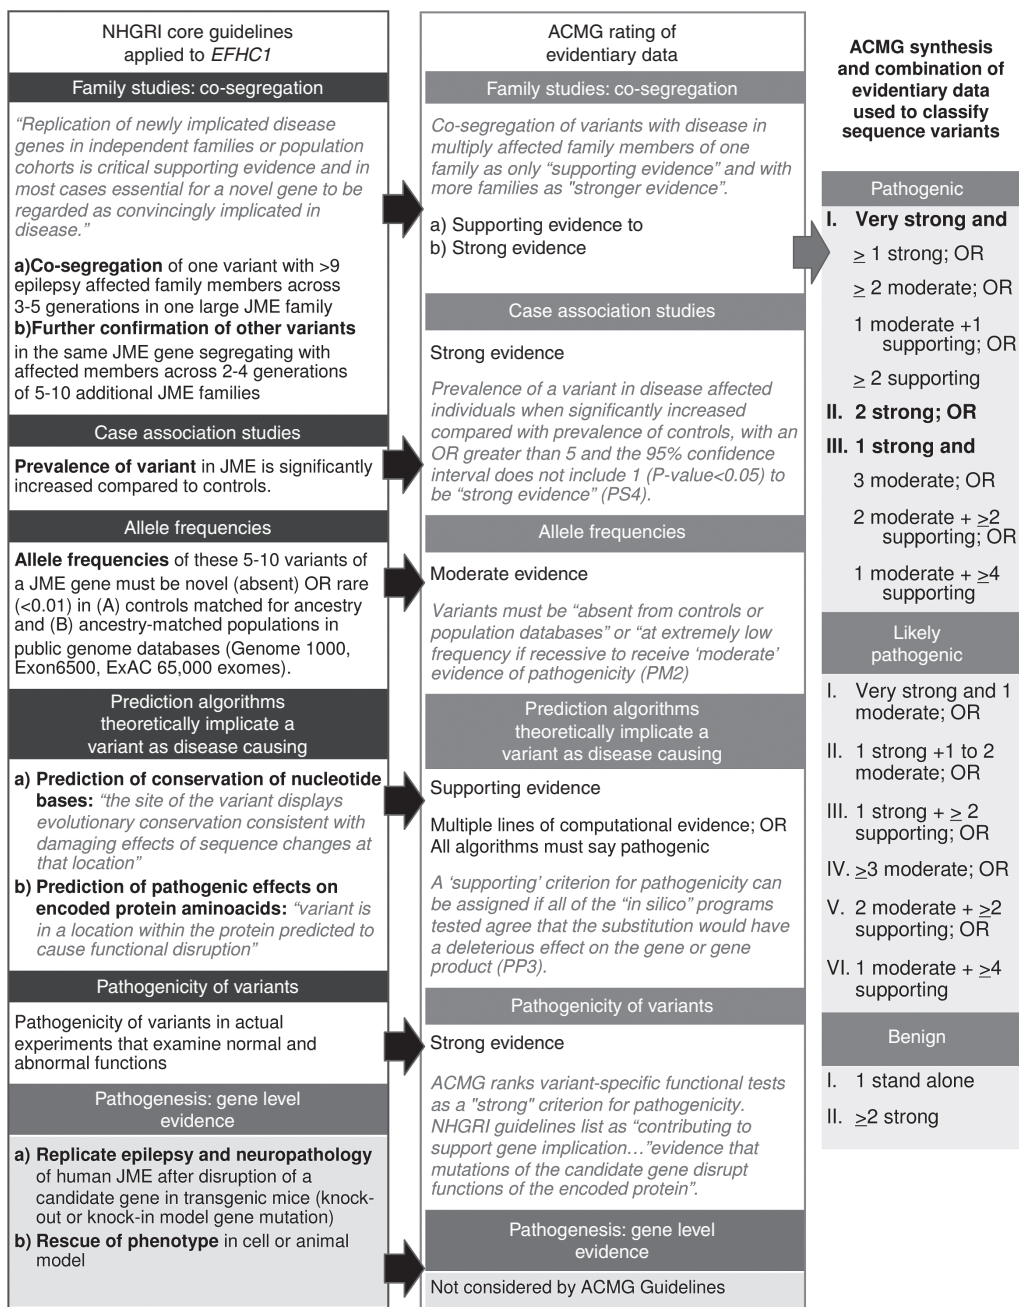 NHGRI core guidelines
applied to EFHC1
Family studies: co-segregation
“Replication of newly implicated disease
genes in independent families or population
cohorts is critical supporting evidence and in
most cases essential for a novel gene to be
regarded as convincingly implicated in
disease.”
a)Co-segregation of one variant with >9
epilepsy affected family members across
3-5 generations in one large JME family
b)Further confirmation of other variants
in the same JME gene segregating with
affected members across 2-4 generations
of 5-10 additional JME families
Case association studies
Prevalence of variant in JME is significantly
increased compared to controls.
Allele frequencies
Allele frequencies of these 5-10 variants of
a JME gene must be novel (absent) OR rare
(<0.01) in (A) controls matched for ancestry
and (B) ancestry-matched populations in
public genome databases (Genome 1000,
Exon6500, ExAC 65,000 exomes).
Prediction algorithms
theoretically implicate a
variant as disease causing
a) Prediction of conservation of nucleotide
bases: “the site of the variant displays
evolutionary conservation consistent with
damaging effects of sequence changes at
that location”
b) Prediction of pathogenic effects on
encoded protein aminoacids: “variant is
in a location within the protein predicted to
cause functional disruption”
Pathogenicity of variants
Pathogenicity of variants in actual
experiments that examine normal and
abnormal functions
Pathogenesis: gene level
evidence
a) Replicate epilepsy and neuropathology
of human JME after disruption of a
candidate gene in transgenic mice (knock-
out or knock-in model gene mutation)
b) Rescue of phenotype in cell or animal
model
ACMG rating of
evidentiary data
Family studies: co-segregation
Co-segregation of variants with disease in
multiply affected family members of one
family as only “supporting evidence” and with
more families as "stronger evidence”.
a) Supporting evidence to
b) Strong evidence
Case association studies
Strong evidence
Prevalence of a variant in disease affected
individuals when significantly increased
compared with prevalence of controls, with an
OR greater than 5 and the 95% confidence
interval does not include 1 (P-value<0.05) to
be “strong evidence” (PS4).
Allele frequencies
Moderate evidence
Variants must be “absent from controls or
population databases” or “at extremely low
frequency if recessive to receive ‘moderate’
evidence of pathogenicity (PM2)
Prediction algorithms
theoretically implicate a
variant as disease causing
Supporting evidence
Multiple lines of computational evidence; OR
All algorithms must say pathogenic
A ‘supporting’ criterion for pathogenicity can
be assigned if all of the “in silico” programs
tested agree that the substitution would have
a deleterious effect on the gene or gene
product (PP3).
Pathogenicity of variants
Strong evidence
ACMG ranks variant-specific functional tests
as a "strong" criterion for pathogenicity.
NHGRI guidelines list as “contributing to
support gene implication…”evidence that
mutations of the candidate gene disrupt
functions of the encoded protein”.
Pathogenesis: gene level
evidence
Not considered by ACMG Guidelines
ACMG synthesis
and combination of
evidentiary data
used to classify
sequence variants
Pathogenic
I. Very strong and
≥ 1 strong; OR
≥ 2 moderate; OR
1 moderate +1
supporting; OR
≥ 2 supporting
II. 2 strong; OR
III. 1 strong and
3 moderate; OR
2 moderate + ≥2
supporting; OR
1 moderate + ≥4
supporting
Likely
pathogenic
I. Very strong and 1
moderate; OR
II. 1 strong +1 to 2
moderate; OR
III. 1 strong + ≥ 2
supporting; OR
IV. ≥3 moderate; OR
V. 2 moderate + ≥2
supporting; OR
VI. 1 moderate + ≥4
supporting
Benign
I. 1 stand alone
II. ≥2 strong